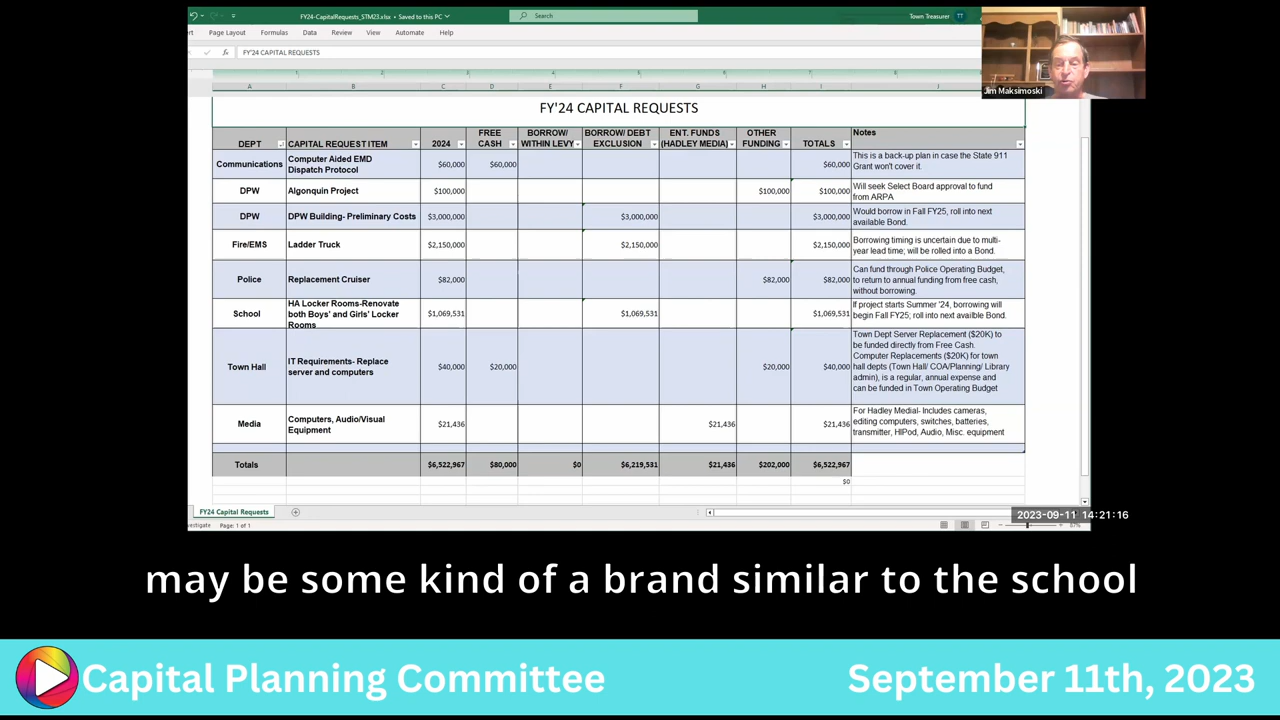 FY24-CapitalRequests_STM23.xlsx • Saved to this PC
Search
Town Treasurer
TT
Page Layout Formulas Data Review View Automate Help
fx FY'24 CAPITAL REQUESTS
A B C D E F G H I J
FY'24 CAPITAL REQUESTS
DEPT CAPITAL REQUEST ITEM 2024 FREE CASH BORROW/ WITHIN LEVY BORROW/ DEBT EXCLUSION ENT. FUNDS (HADLEY MEDIA) OTHER FUNDING TOTALS Notes
Communications Computer Aided EMD Dispatch Protocol $60,000 $60,000 $60,000 This is a back-up plan in case the State 911 Grant won't cover it.
DPW Algonquin Project $100,000 $100,000 $100,000 Will seek Select Board approval to fund from ARPA
DPW DPW Building- Preliminary Costs $3,000,000 $3,000,000 $3,000,000 Would borrow in Fall FY25, roll into next available Bond.
Fire/EMS Ladder Truck $2,150,000 $2,150,000 $2,150,000 Borrowing timing is uncertain due to multi-year lead time; will be rolled into a Bond.
Police Replacement Cruiser $82,000 $82,000 $82,000 Can fund through Police Operating Budget, to return to annual funding from free cash, without borrowing.
School HA Locker Rooms-Renovate both Boys' and Girls' Locker Rooms $1,069,531 $1,069,531 $1,069,531 If project starts Summer '24, borrowing will begin Fall FY25; roll into next availble Bond.
Town Hall IT Requirements- Replace server and computers $40,000 $20,000 $20,000 $40,000 Town Dept Server Replacement ($20K) to be funded directly from Free Cash. Computer Replacements ($20K) for town hall depts (Town Hall/ COA/Planning/ Library admin), is a regular, annual expense and can be funded in Town Operating Budget
Media Computers, Audio/Visual Equipment $21,436 $21,436 $21,436 For Hadley Medial- Includes cameras, editing computers, switches, batteries, transmitter, HIPod, Audio, Misc. equipment
Totals $6,522,967 $80,000 $0 $6,219,531 $21,436 $202,000 $6,522,967
$0
FY24 Capital Requests
Page: 1 of 1
Jim Maksimoski
2023-09-11 14:21:16
may be some kind of a brand similar to the school
Capital Planning Committee
September 11th, 2023